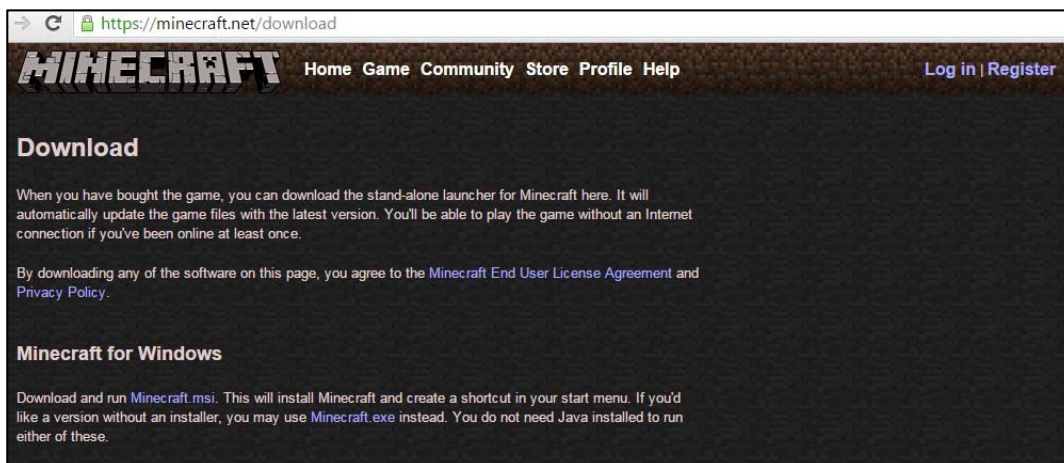 https://minecraft.net/download
MINECRAFT Home Game Community Store Profile Help Log in | Register
Download
When you have bought the game, you can download the stand-alone launcher for Minecraft here. It will
automatically update the game files with the latest version. You'll be able to play the game without an Internet
connection if you've been online at least once.
By downloading any of the software on this page, you agree to the Minecraft End User License Agreement and
Privacy Policy.
Minecraft for Windows
Download and run Minecraft.msi. This will install Minecraft and create a shortcut in your start menu. If you'd
like a version without an installer, you may use Minecraft.exe instead. You do not need Java installed to run
either of these.